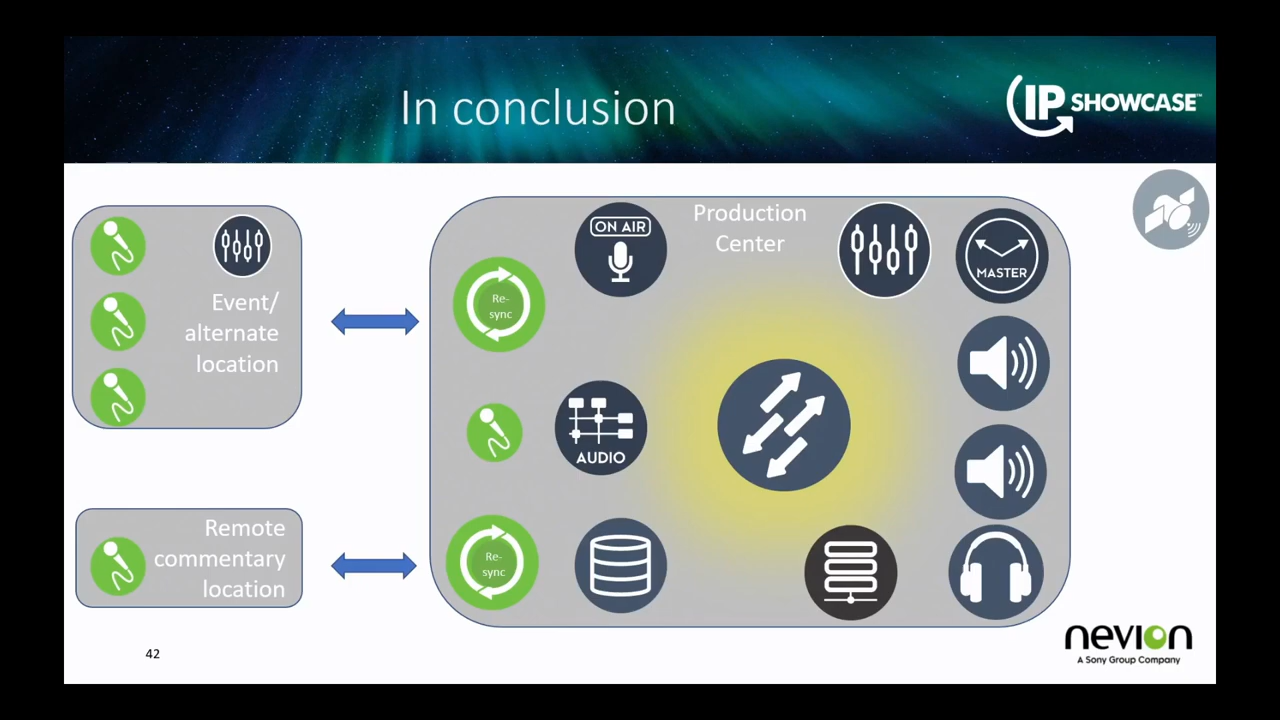 In conclusion
IP SHOWCASE™
Event/
alternate
location
Remote
commentary
location
Production
Center
ON AIR
MASTER
Re-
sync
AUDIO
Re-
sync
42
nevion
A Sony Group Company